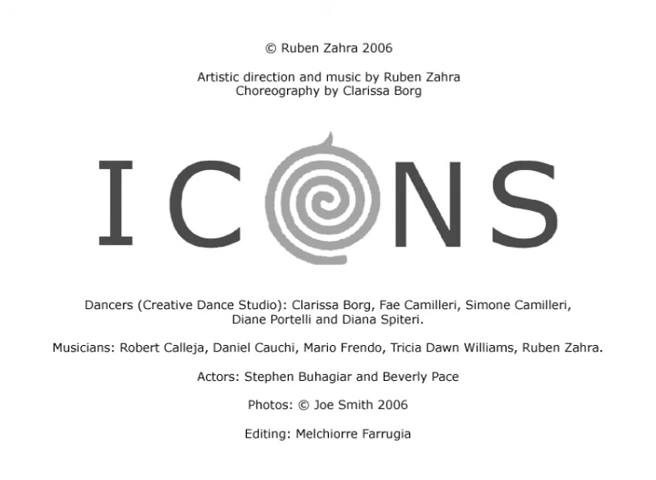 © Ruben Zahra 2006
Artistic direction and music by Ruben Zahra
Choreography by Clarissa Borg
ICONS
Dancers (Creative Dance Studio): Clarissa Borg, Fae Camilleri, Simone Camilleri,
Diane Portelli and Diana Spiteri.
Musicians: Robert Calleja, Daniel Cauchi, Mario Frendo, Tricia Dawn Williams, Ruben Zahra.
Actors: Stephen Buhagiar and Beverly Pace
Photos: © Joe Smith 2006
Editing: Melchiorre Farrugia